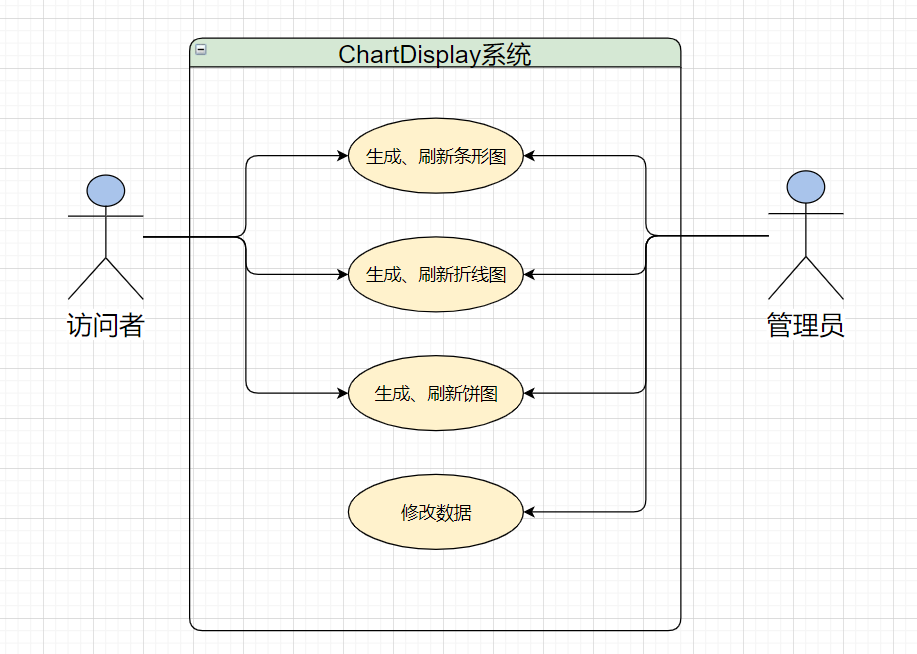 ChartDisplay系统
生成、刷新条形图
生成、刷新折线图
访问者
管理员
生成、刷新饼图
修改数据